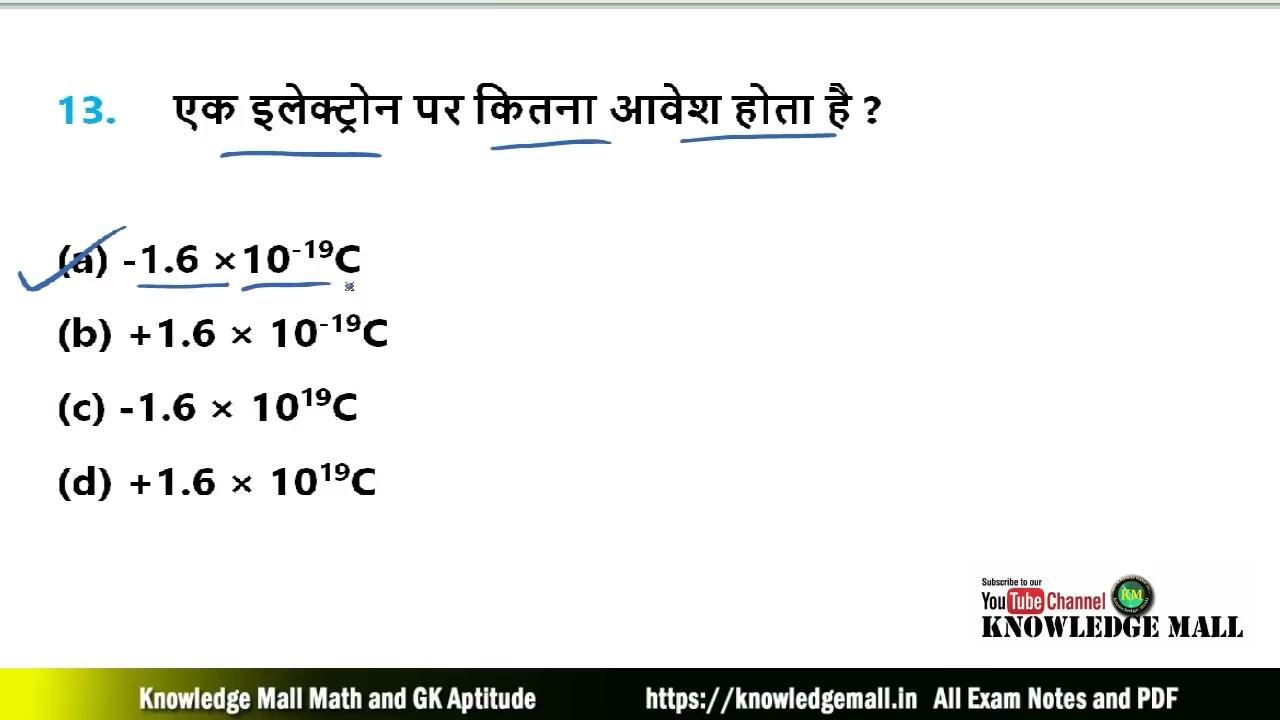 13. एक इलेक्ट्रोन पर कितना आवेश होता है ?
(a) -1.6 × 10⁻¹⁹C
(b) +1.6 × 10⁻¹⁹C
(c) -1.6 × 10¹⁹C
(d) +1.6 × 10¹⁹C
Subscribe to our
YouTube Channel
KM
KNOWLEDGE MALL
Knowledge Mall Math and GK Aptitude https://knowledgemall.in All Exam Notes and PDF